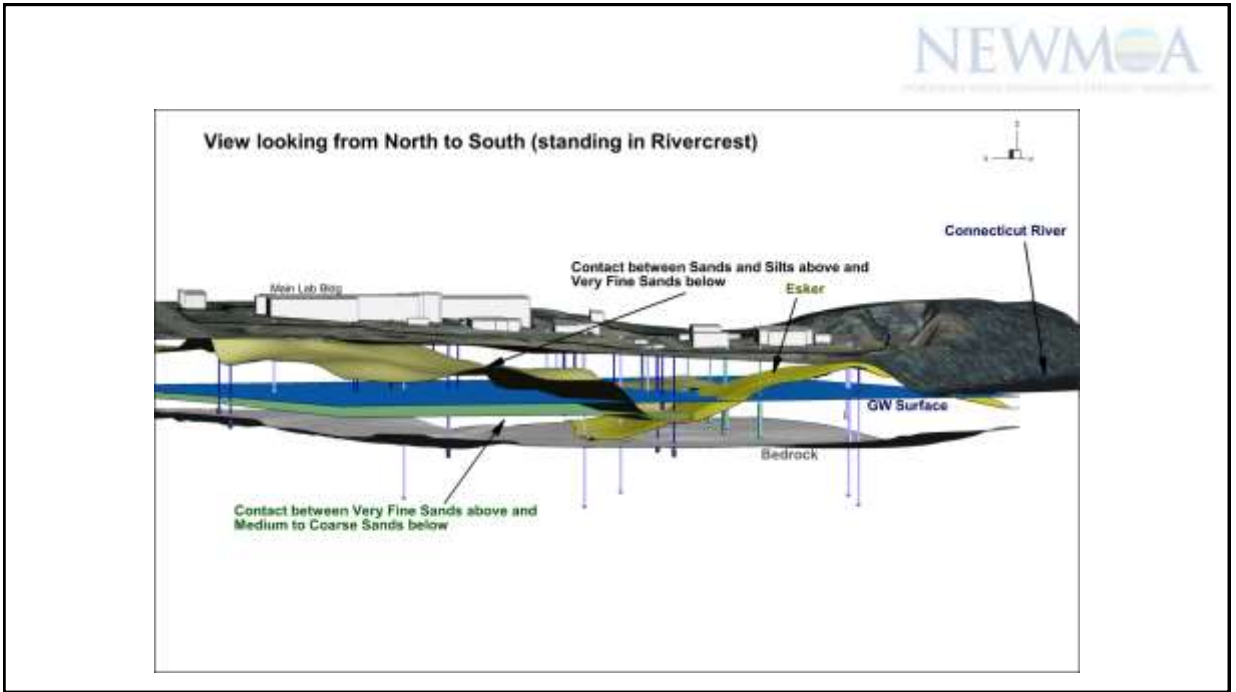 NEWMOA
View looking from North to South (standing in Rivercrest)
Connecticut River
Contact between Sands and Silts above and
Very Fine Sands below
Esker
Main Lab Bldg
GW Surface
Bedrock
Contact between Very Fine Sands above and
Medium to Coarse Sands below